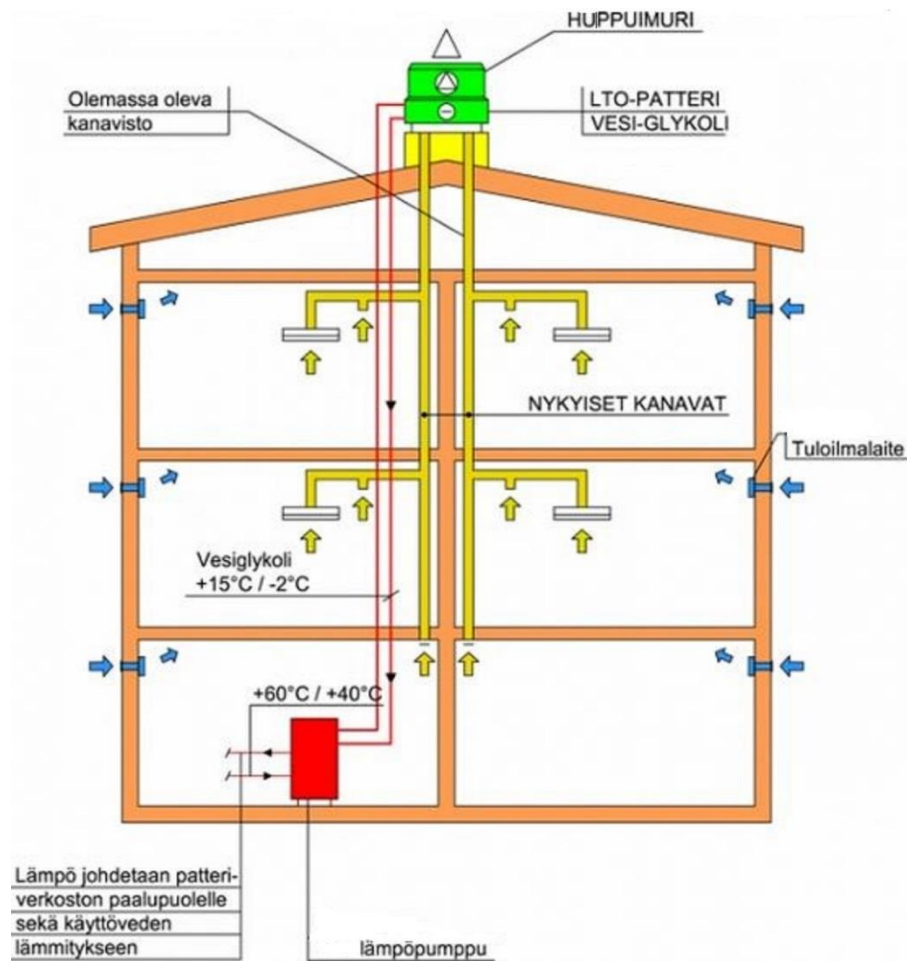 HUPPUIMURI
Olemassa oleva
kanavisto
LTO-PATTERI
VESI-GLYKOLI
NYKYISET KANAVAT
Tuloilmalaite
Vesiglykoli
+15°C / -2°C
+60°C / +40°C
Lämpö johdetaan patteri-
verkoston paalupuolelle
sekä käyttöveden
lämmitykseen
lämpöpumppu